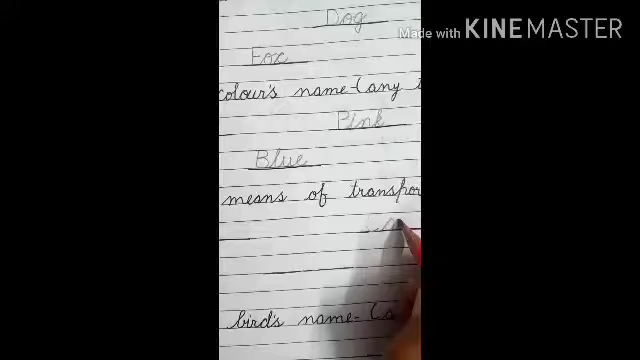 Dog
Made with KINEMASTER
Fox
colour's name-(any
Pink
Blue
means of transpor
bird's name-(a